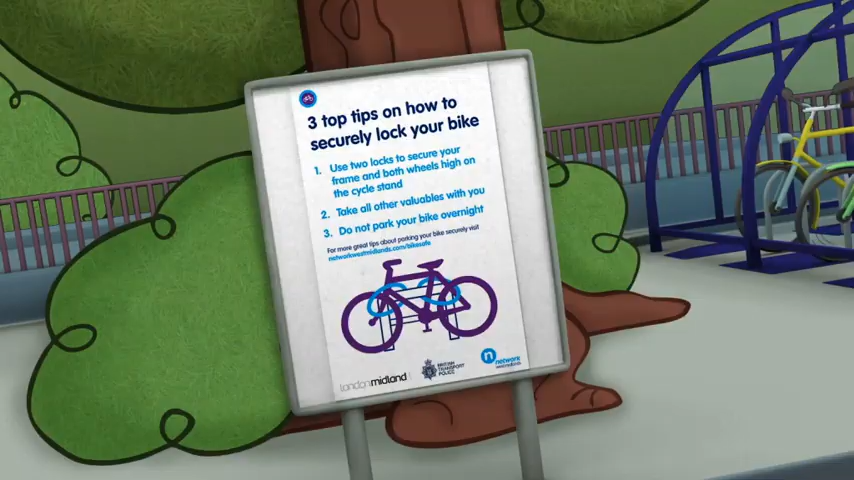 3 top tips on how to
securely lock your bike
1. Use two locks to secure your
frame and both wheels high on
the cycle stand
2. Take all other valuables with you
3. Do not park your bike overnight
For more great tips about parking your bike securely visit
networkwestmidlands.com/bikesafe
londonmidland
BRITISH
TRANSPORT
POLICE
network
westmidlands